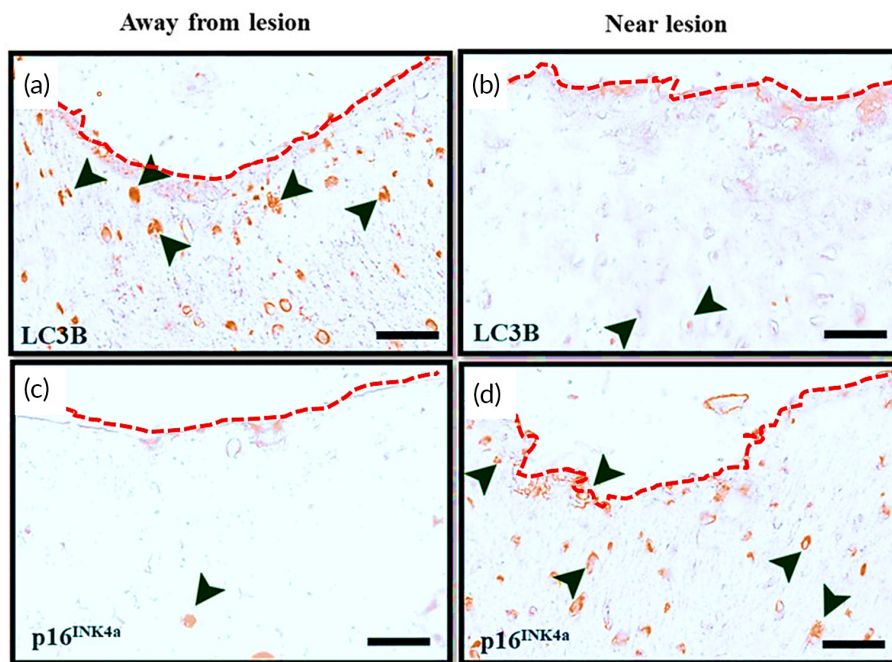 Away from lesion
Near lesion
(a)
(b)
LC3B
LC3B
(c)
(d)
p16INK4a
p16INK4a